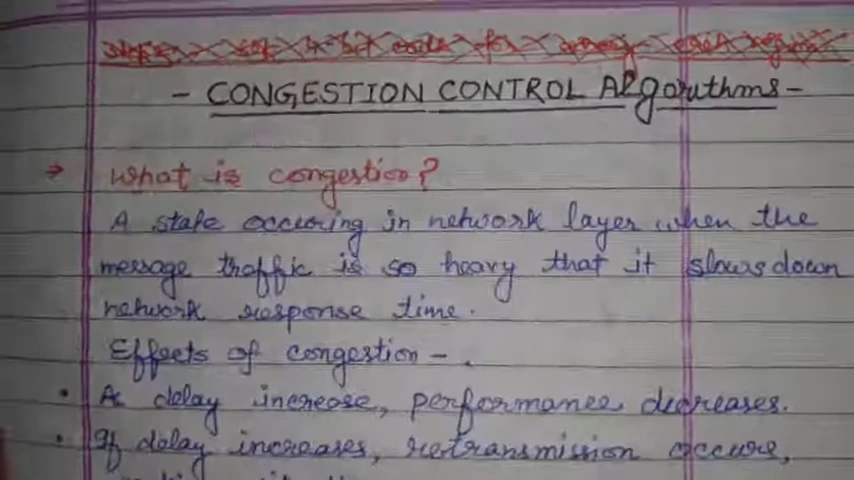 - CONGESTION CONTROL Algorithms -
→ What is congestion?
A state occuring in network layer when the
message traffic is so heavy that it slows down
network response time.
Effects of congestion -
• As delay increase, performance decreases.
• If delay increases, retransmission occure,